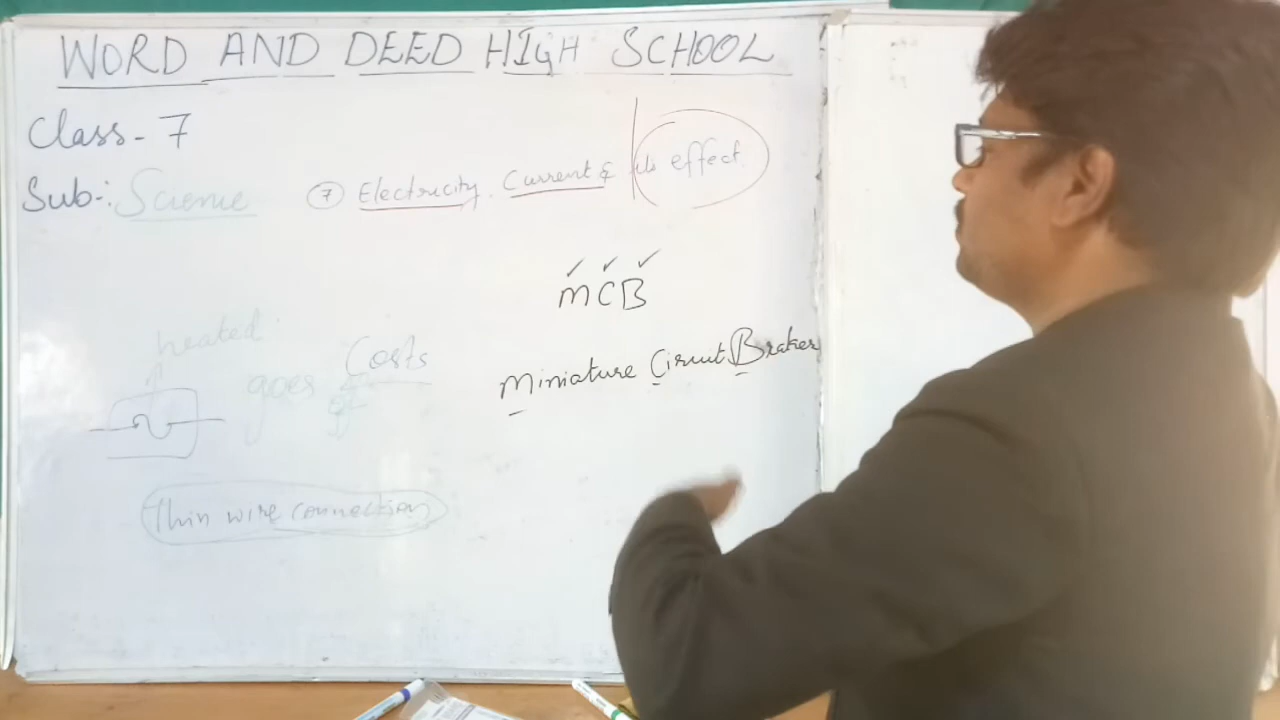 WORD AND DEED HIGH SCHOOL
Class - 7
Sub-: Science
7 Electricity Current & its effect
MCB
Miniature Circuit Braker
heated
goes
Costs
Thin wire connection